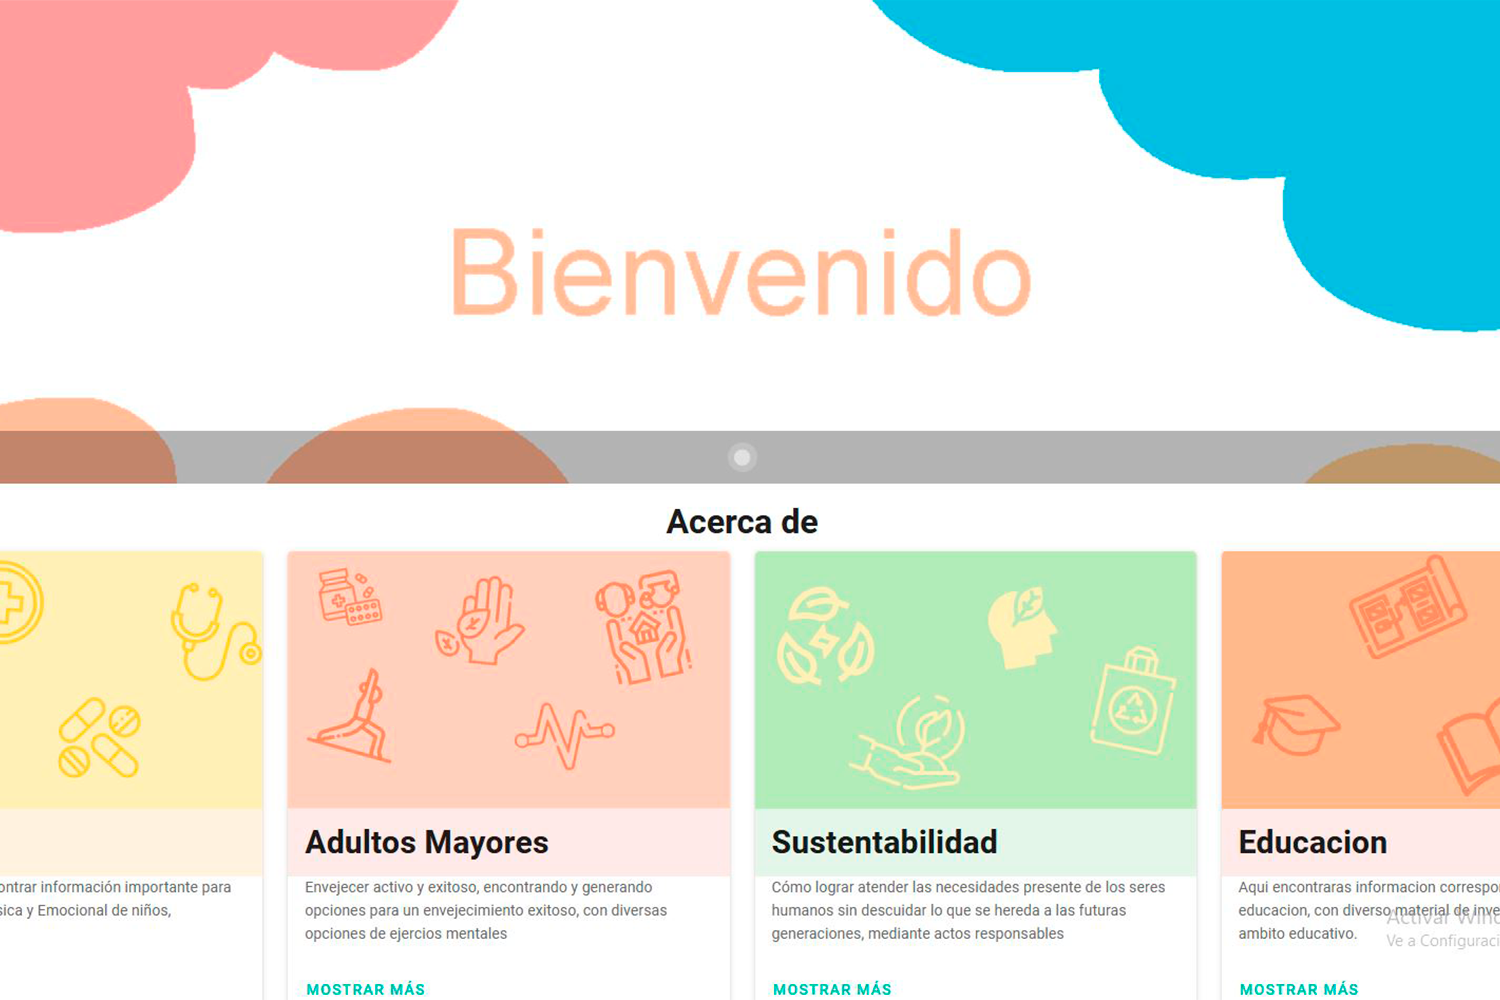 Bienvenido
Acerca de
ontrar información importante para
sica y Emocional de niños,
Adultos Mayores
Envejecer activo y exitoso, encontrando y generando
opciones para un envejecimiento exitoso, con diversas
opciones de ejercios mentales
MOSTRAR MÁS
Sustentabilidad
Cómo lograr atender las necesidades presente de los seres
humanos sin descuidar lo que se hereda a las futuras
generaciones, mediante actos responsables
MOSTRAR MÁS
Educacion
Aqui encontraras informacion correspo
educacion, con diverso material de inve
ambito educativo.
MOSTRAR MÁS
Activar Wind
Ve a Configuraci